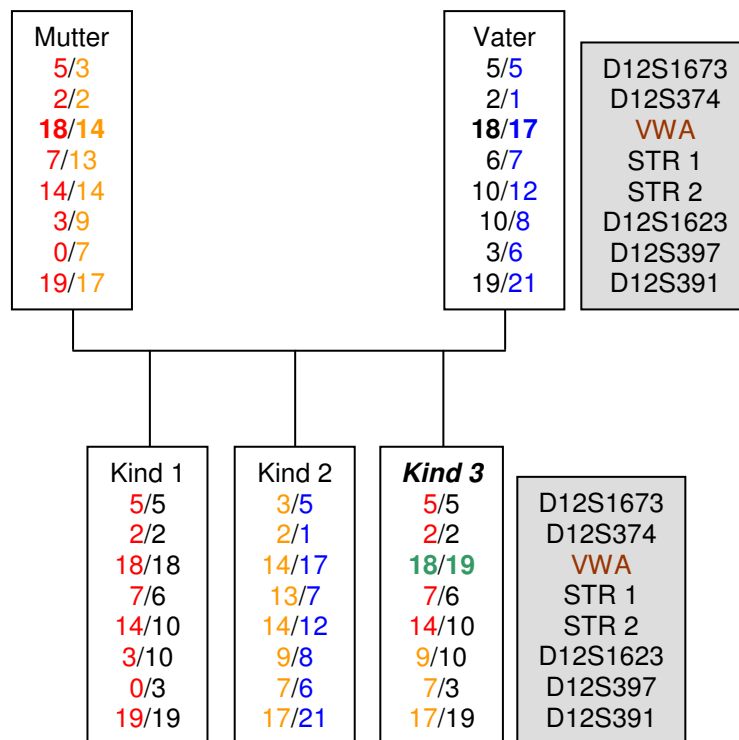 Mutter
5/3
2/2
18/14
7/13
14/14
3/9
0/7
19/17
Vater
5/5
2/1
18/17
6/7
10/12
10/8
3/6
19/21
D12S1673
D12S374
VWA
STR 1
STR 2
D12S1623
D12S397
D12S391
Kind 1
5/5
2/2
18/18
7/6
14/10
3/10
0/3
19/19
Kind 2
3/5
2/1
14/17
13/7
14/12
9/8
7/6
17/21
Kind 3
5/5
2/2
18/19
7/6
14/10
9/10
7/3
17/19
D12S1673
D12S374
VWA
STR 1
STR 2
D12S1623
D12S397
D12S391